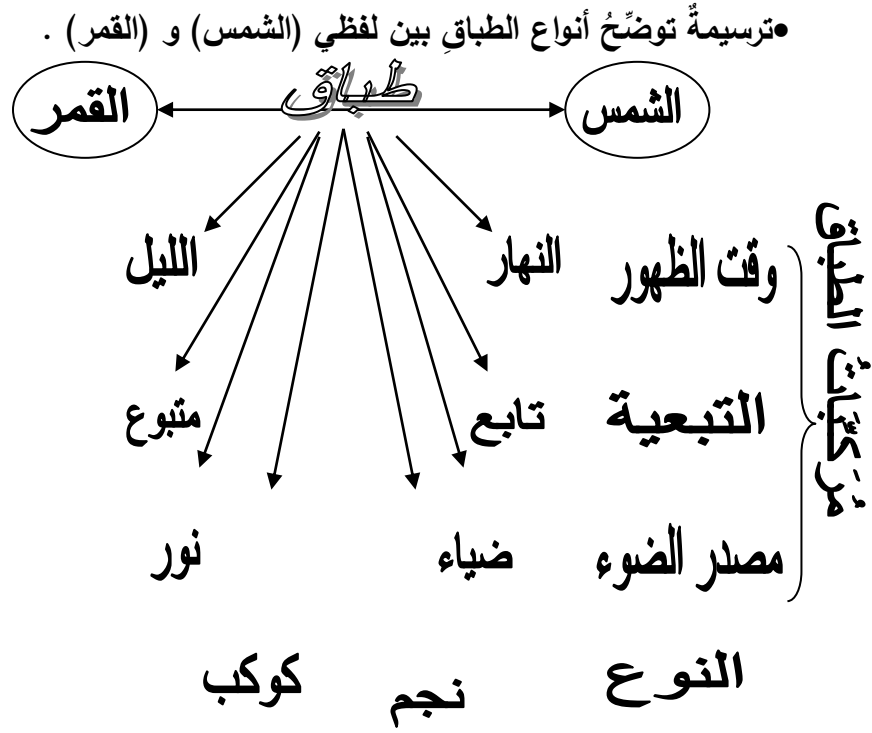 •ترسيمةٌ توضِّحُ أنواع الطباقِ بين لفظي (الشمس) و (القمر) .
الشمس طباق القمر
مُرَكَّبَاتُ الطباق
وقت الظهور النهار الليل
التبعية تابع متبوع
مصدر الضوء ضياء نور
النوع نجم كوكب